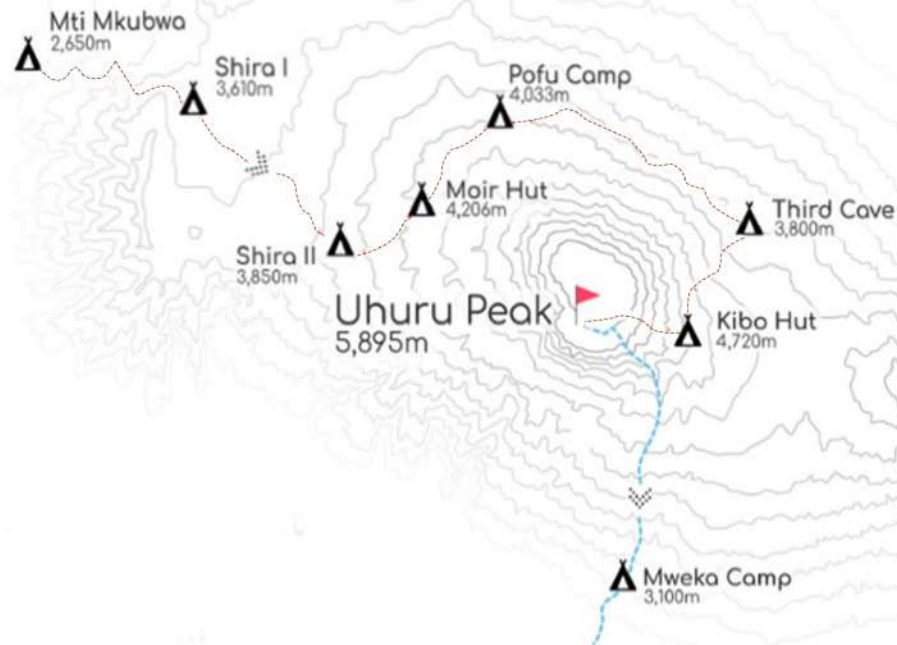 Mti Mkubwa
2,650m
Shira I
3,610m
Pofu Camp
4,033m
Moir Hut
4,206m
Third Cave
3,800m
Shira II
3,850m
Uhuru Peak
5,895m
Kibo Hut
4,720m
Mweka Camp
3,100m